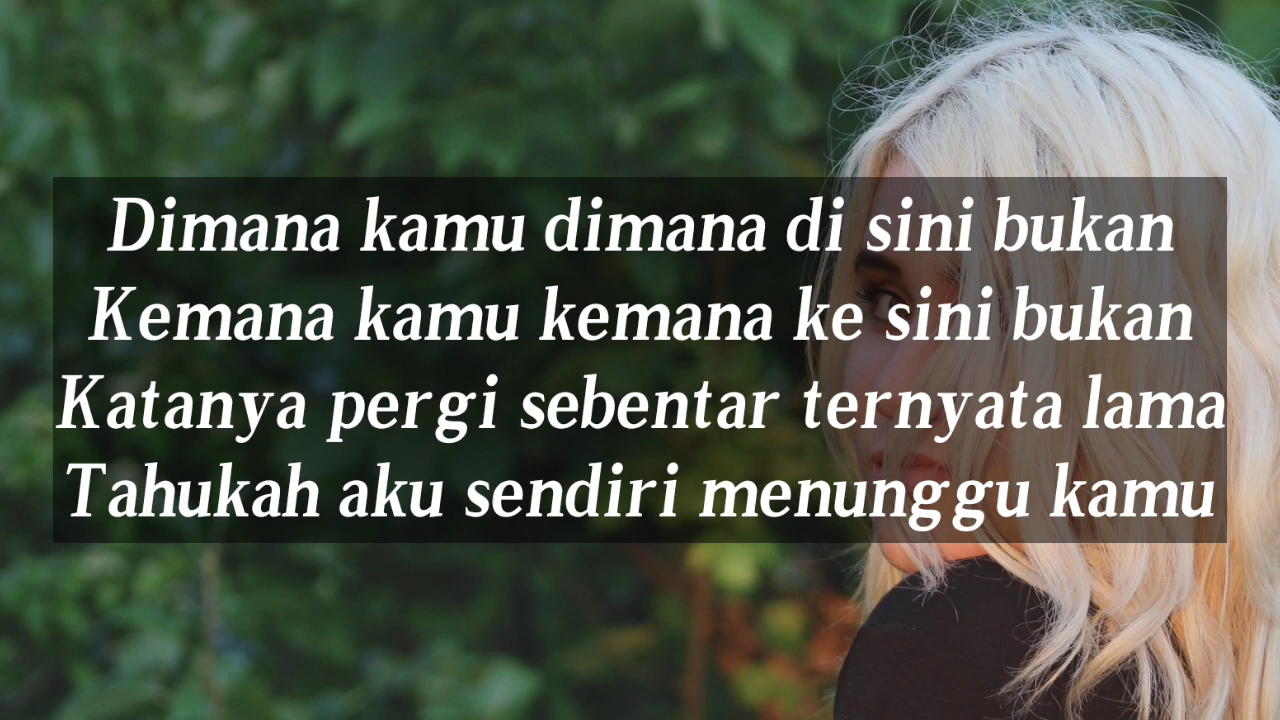 Dimana kamu dimana di sini bukan
Kemana kamu kemana ke sini bukan
Katanya pergi sebentar ternyata lama
Tahukah aku sendiri menunggu kamu